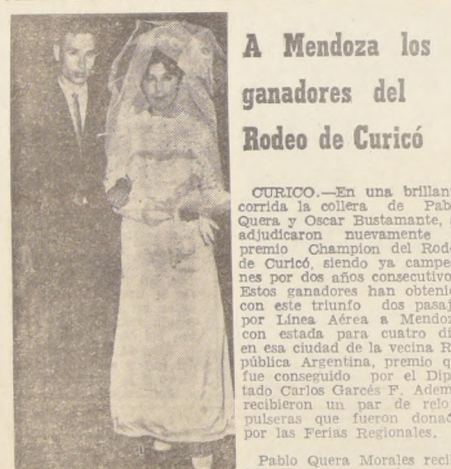 A Mendoza los
ganadores del
Rodeo de Curicó
CURICO.—En una brillan
corrida la collera de Pab
Quera y Oscar Bustamante,
adjudicaron nuevamente
premio Champion del Rod
de Curicó, siendo ya campe
nes por dos años consecutivo
Estos ganadores han obteni
con este triunfo dos pasaj
por Línea Aérea a Mendoz
con estada para cuatro dí
en esa ciudad de la vecina R
pública Argentina, premio q
fue conseguido por el Dip
tado Carlos Garcés F. Adem
recibieron un par de relo
pulseras que fueron dona
por las Ferias Regionales.
Pablo Quera Morales reci